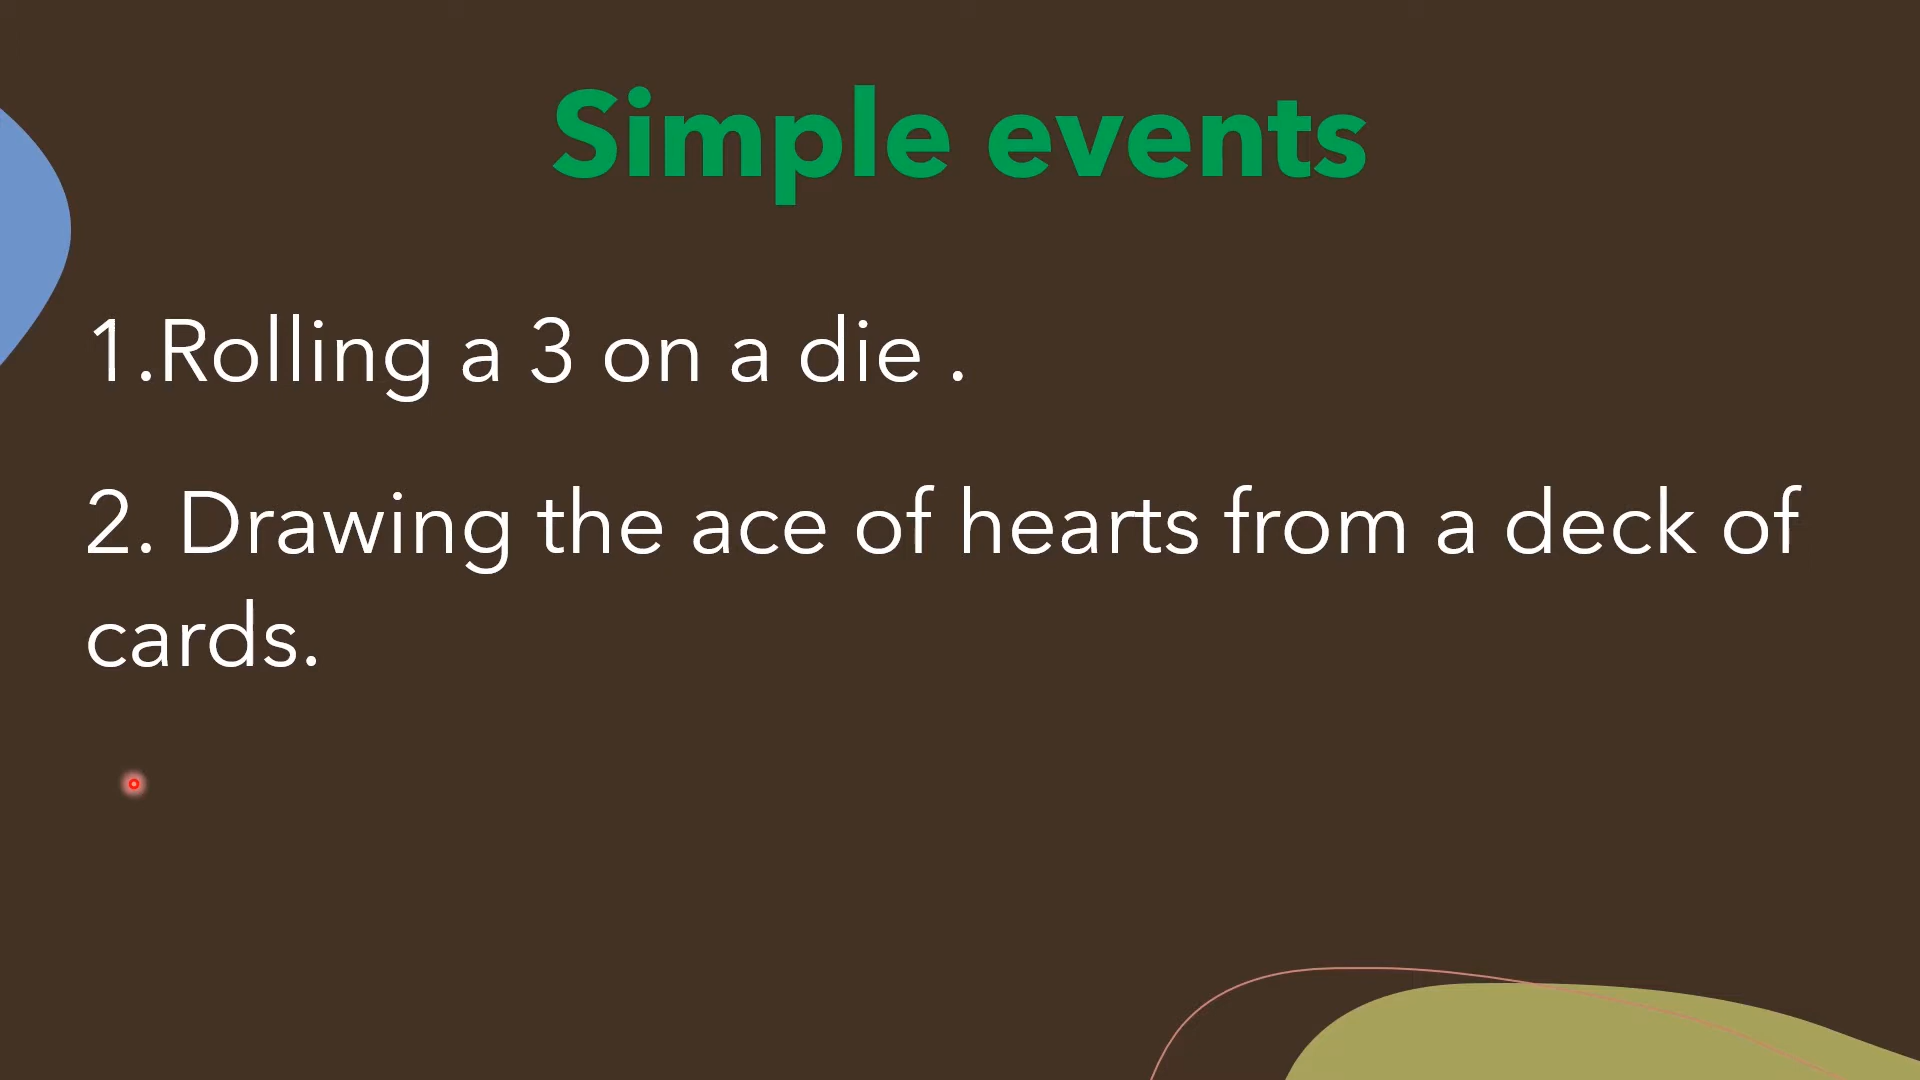 Simple events
1.Rolling a 3 on a die .
2. Drawing the ace of hearts from a deck of
cards.